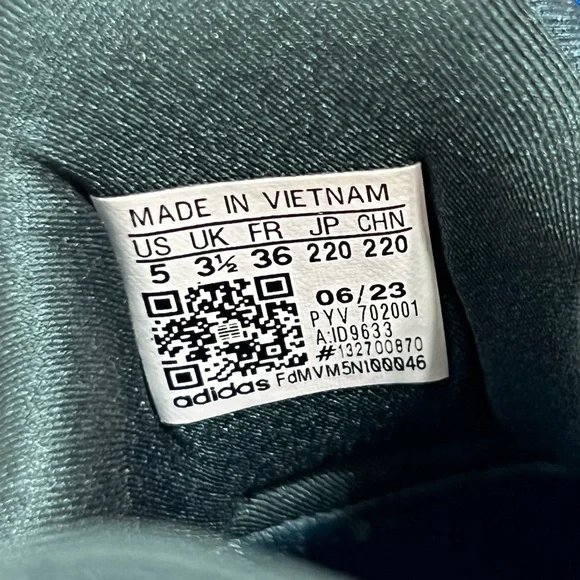 MADE IN VIETNAM
US UK FR JP CHN
5 3½ 36 220 220
06/23
PYV 702001
A:ID9633
#132700870
adidas FdMVM5N100046